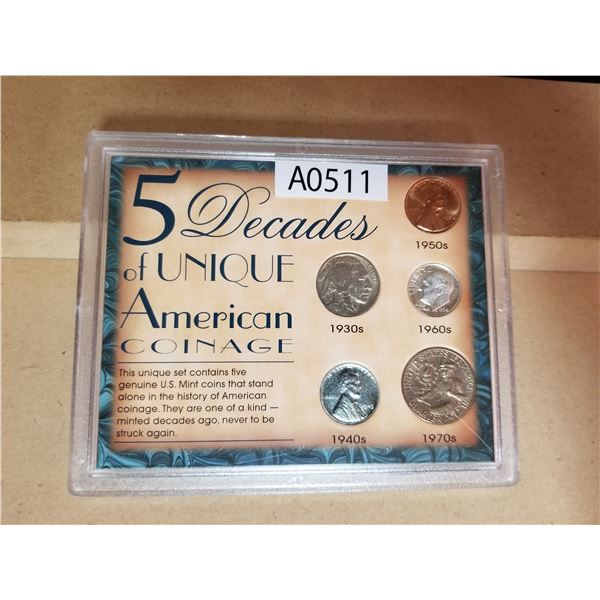 A0511
5 Decades
of UNIQUE
American
COINAGE
This unique set contains five
genuine U.S. Mint coins that stand
alone in the history of American
coinage. They are one of a kind —
minted decades ago, never to be
struck again.
1950s
1930s
1960s
1940s
1970s